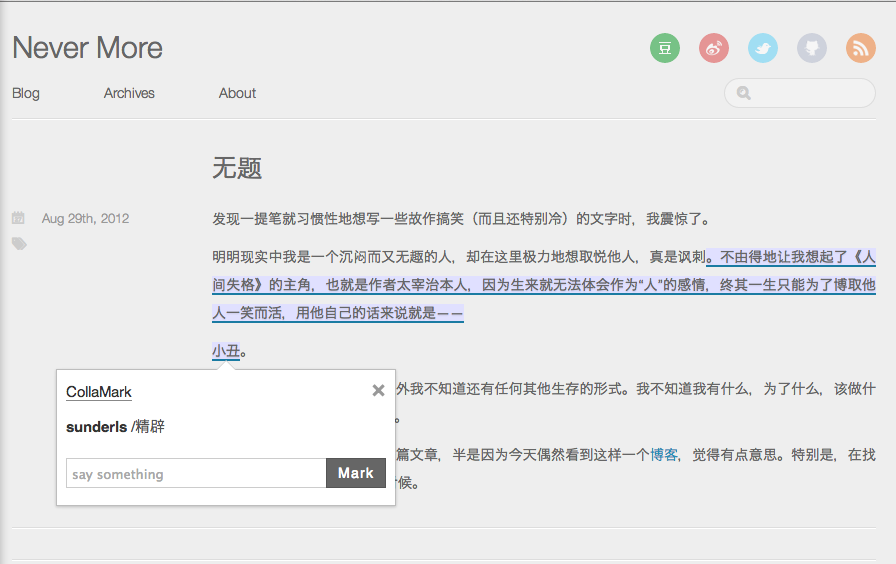 Never More
Blog Archives About
无题
Aug 29th, 2012
发现一提笔就习惯性地想写一些故作搞笑（而且还特别冷）的文字时，我震惊了。
明明现实中我是一个沉闷而又无趣的人，却在这里极力地想取悦他人，真是讽刺。不由得地让我想起了《人
间失格》的主角，也就是作者太宰治本人，因为生来就无法体会作为“人”的感情，终其一生只能为了博取他
人一笑而活，用他自己的话来说就是——
小丑。
外我不知道还有任何其他生存的形式。我不知道我有什么，为了什么，该做什
。
篇文章，半是因为今天偶然看到这样一个博客，觉得有点意思。特别是，在找
候。
CollaMark
sunderls /精辟
say something
Mark